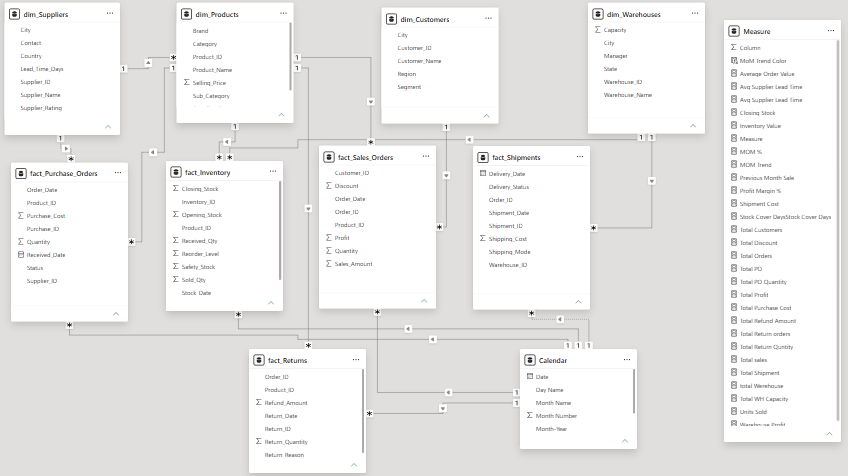 dim_Suppliers
City
Contact
Country
Lead_Time_Days
Supplier_ID
Supplier_Name
Supplier_Rating
dim_Products
Brand
Category
Product_ID
Product_Name
Selling_Price
Sub_Category
dim_Customers
City
Customer_ID
Customer_Name
Region
Segment
dim_Warehouses
Capacity
City
Manager
State
Warehouse_ID
Warehouse_Name
Measure
Column
MoM Trend Color
Average Order Value
Avg Supplier Lead Time
Avg Supplier Lead Time
Closing Stock
Inventory Value
Measure
MOM %
MOM Trend
Previous Month Sale
Profit Margin %
Shipment Cost
Stock Cover DaysStock Cover Days
Total Customers
Total Discount
Total Orders
Total PO
Total PO Quantity
Total Profit
Total Purchase Cost
Total Refund Amount
Total Return orders
Total Return Quntity
Total sales
Total Shipment
total Werehouse
Total WH Capacity
Units Sold
Warehouse Profit
fact_Purchase_Orders
Order_Date
Product_ID
Purchase_Cost
Purchase_ID
Quantity
Received_Date
Status
Supplier_ID
fact_Inventory
Closing_Stock
Inventory_ID
Opening_Stock
Product_ID
Received_Qty
Reorder_Level
Safety_Stock
Sold_Qty
Stock_Date
fact_Sales_Orders
Customer_ID
Discount
Order_Date
Order_ID
Product_ID
Profit
Quantity
Sales_Amount
fact_Shipments
Delivery_Date
Delivery_Status
Order_ID
Shipment_Date
Shipment_ID
Shipping_Cost
Shipping_Mode
Warehouse_ID
fact_Returns
Order_ID
Product_ID
Refund_Amount
Return_Date
Return_ID
Return_Quantity
Return_Reason
Calendar
Date
Day Name
Month Name
Month Number
Month-Year